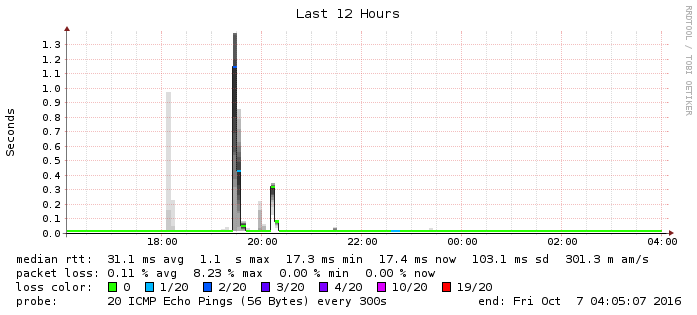 Last 12 Hours
RRDTOOL / TOBI OETIKER
Seconds
1.3
1.2
1.1
1.0
0.9
0.8
0.7
0.6
0.5
0.4
0.3
0.2
0.1
0.0
18:00 20:00 22:00 00:00 02:00 04:00
median rtt: 31.1 ms avg 1.1 s max 17.3 ms min 17.4 ms now 103.1 ms sd 301.3 m am/s
packet loss: 0.11 % avg 8.23 % max 0.00 % min 0.00 % now
loss color: 0 1/20 2/20 3/20 4/20 10/20 19/20
probe: 20 ICMP Echo Pings (56 Bytes) every 300s end: Fri Oct 7 04:05:07 2016